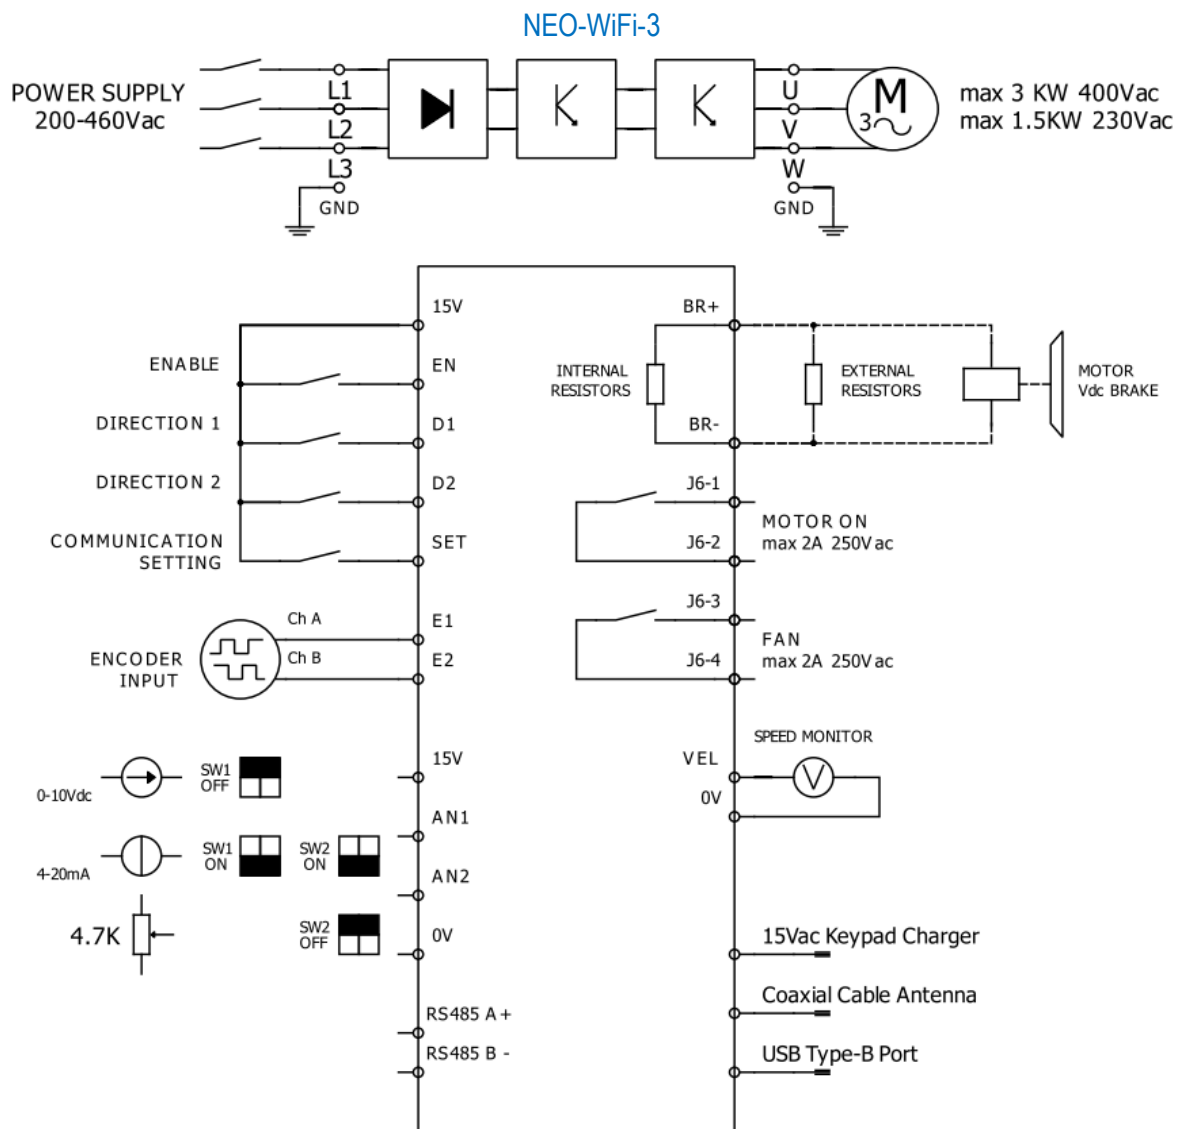 NEO-WiFi-3
POWER SUPPLY
200-460Vac
L1
L2
L3
GND
U
V
W
GND
M
3
max 3 KW 400Vac
max 1.5KW 230Vac
15V
ENABLE
EN
DIRECTION 1
D1
DIRECTION 2
D2
COMMUNICATION
SETTING
SET
Ch A
E1
ENCODER
INPUT
Ch B
E2
15V
0-10Vdc
SW1
OFF
AN1
4-20mA
SW1
ON
SW2
ON
AN2
4.7K
SW2
OFF
0V
RS485 A +
RS485 B -
BR+
INTERNAL
RESISTORS
EXTERNAL
RESISTORS
MOTOR
Vdc BRAKE
BR-
J6-1
MOTOR ON
max 2A 250Vac
J6-2
J6-3
FAN
max 2A 250Vac
J6-4
SPEED MONITOR
VEL
V
0V
15Vac Keypad Charger
Coaxial Cable Antenna
USB Type-B Port